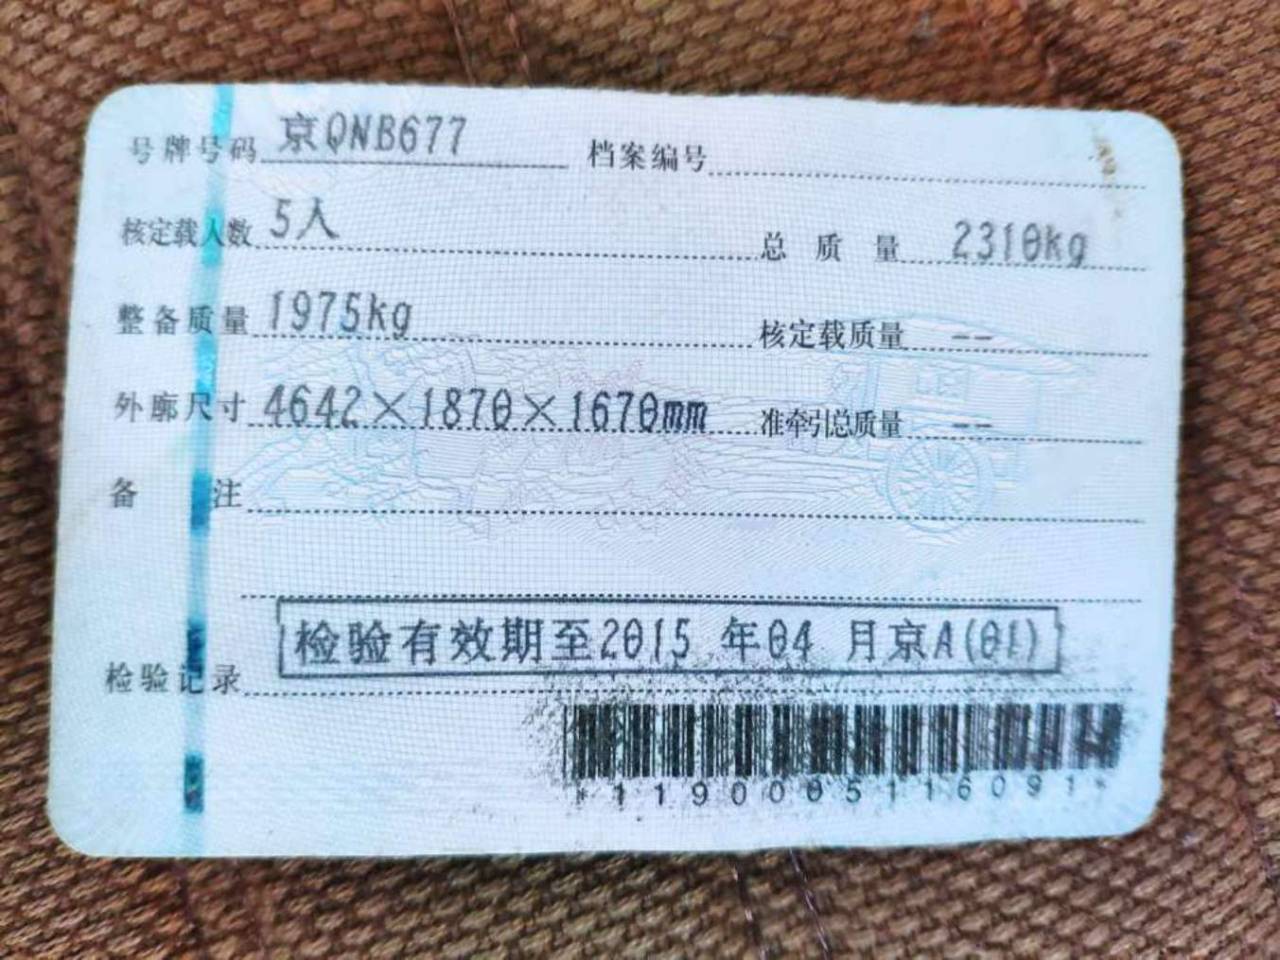 号牌号码 京QNB677 档案编号
核定载人数 5人 总质量 2310kg
整备质量 1975kg 核定载质量 --
外廓尺寸 4642×1870×1670mm 准牵引总质量 --
备注
检验有效期至2015 年04 月京A(01)
检验记录
*1190005116091*